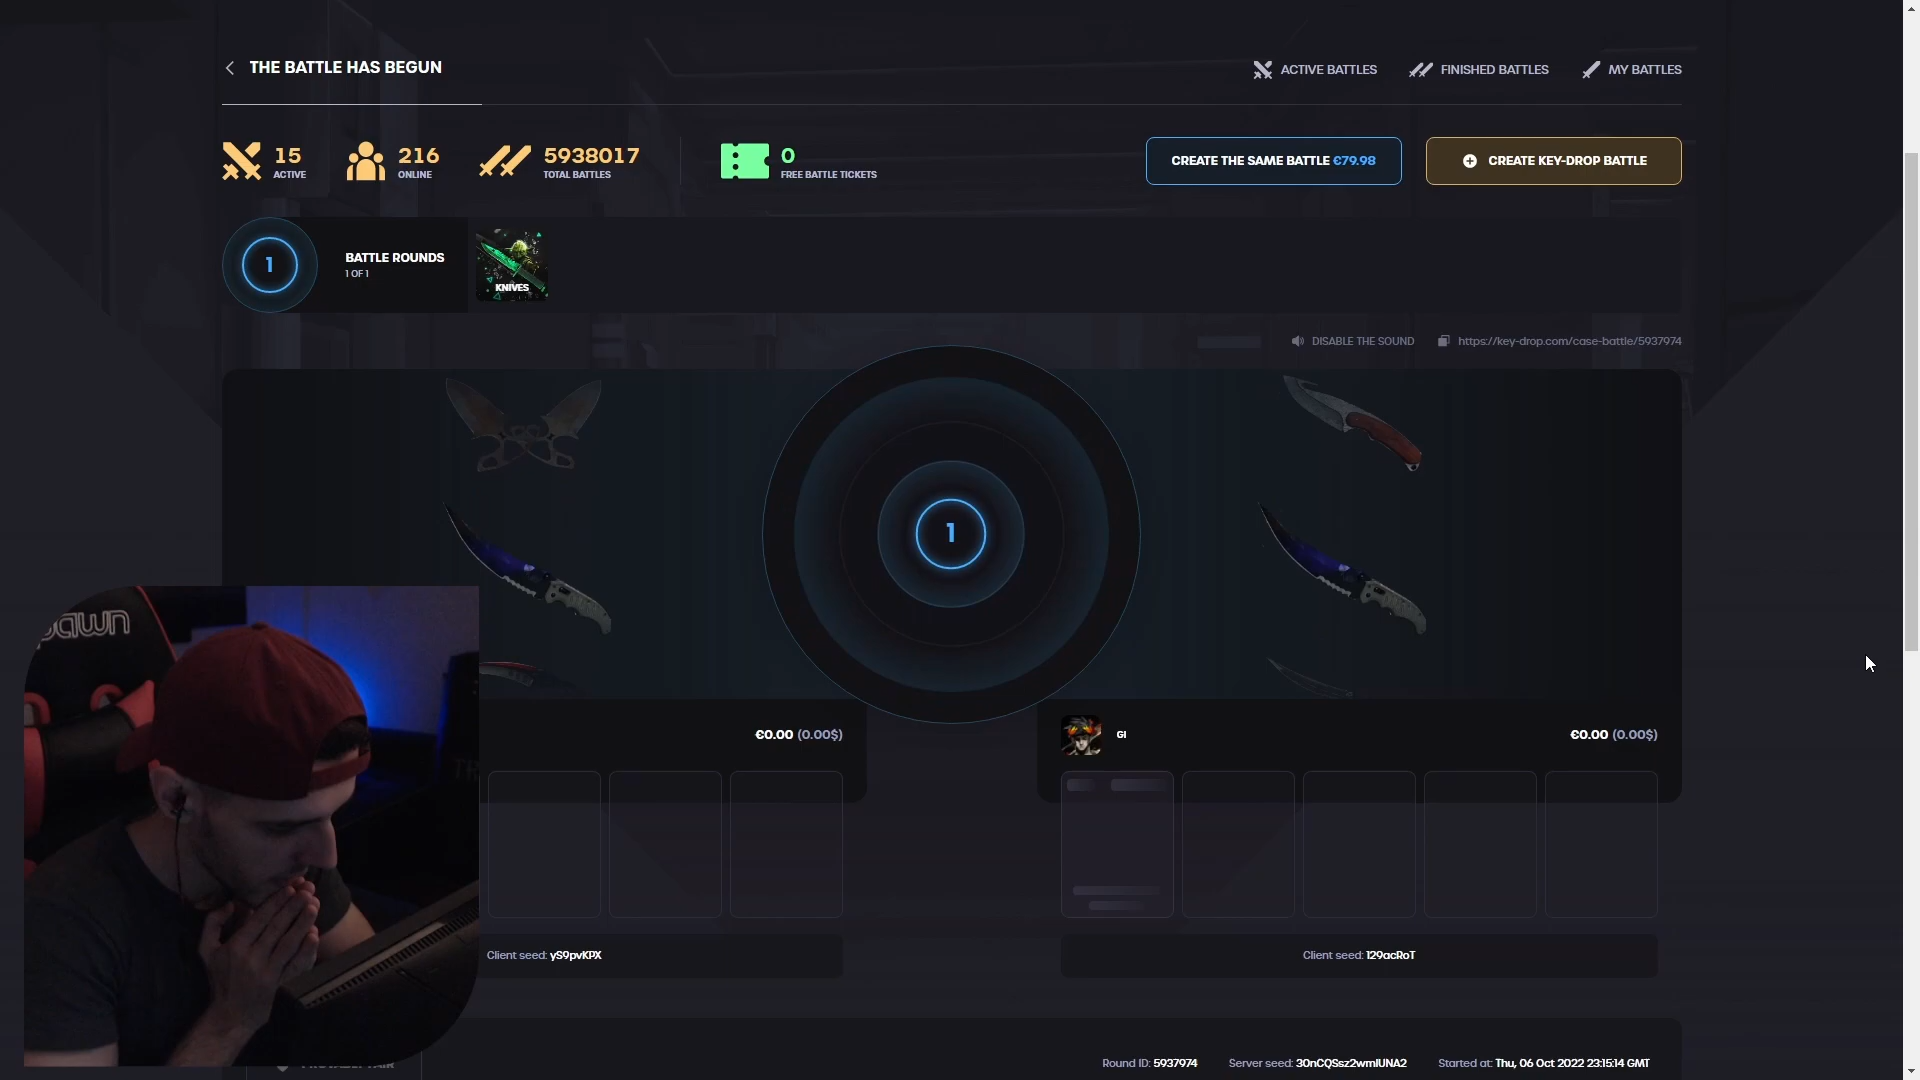 THE BATTLE HAS BEGUN
ACTIVE BATTLES
FINISHED BATTLES
MY BATTLES
15
ACTIVE
216
ONLINE
5938017
TOTAL BATTLES
0
FREE BATTLE TICKETS
CREATE THE SAME BATTLE €79.98
CREATE KEY-DROP BATTLE
1
BATTLE ROUNDS
1 OF 1
KNIVES
DISABLE THE SOUND
https://key-drop.com/case-battle/5937974
1
€0.00 (0.00$)
GI
€0.00 (0.00$)
Client seed: yS9pvKPX
Client seed: 129acRoT
Round ID: 5937974
Server seed: 30nCQSsz2wmIUNA2
Started at: Thu, 06 Oct 2022 23:15:14 GMT